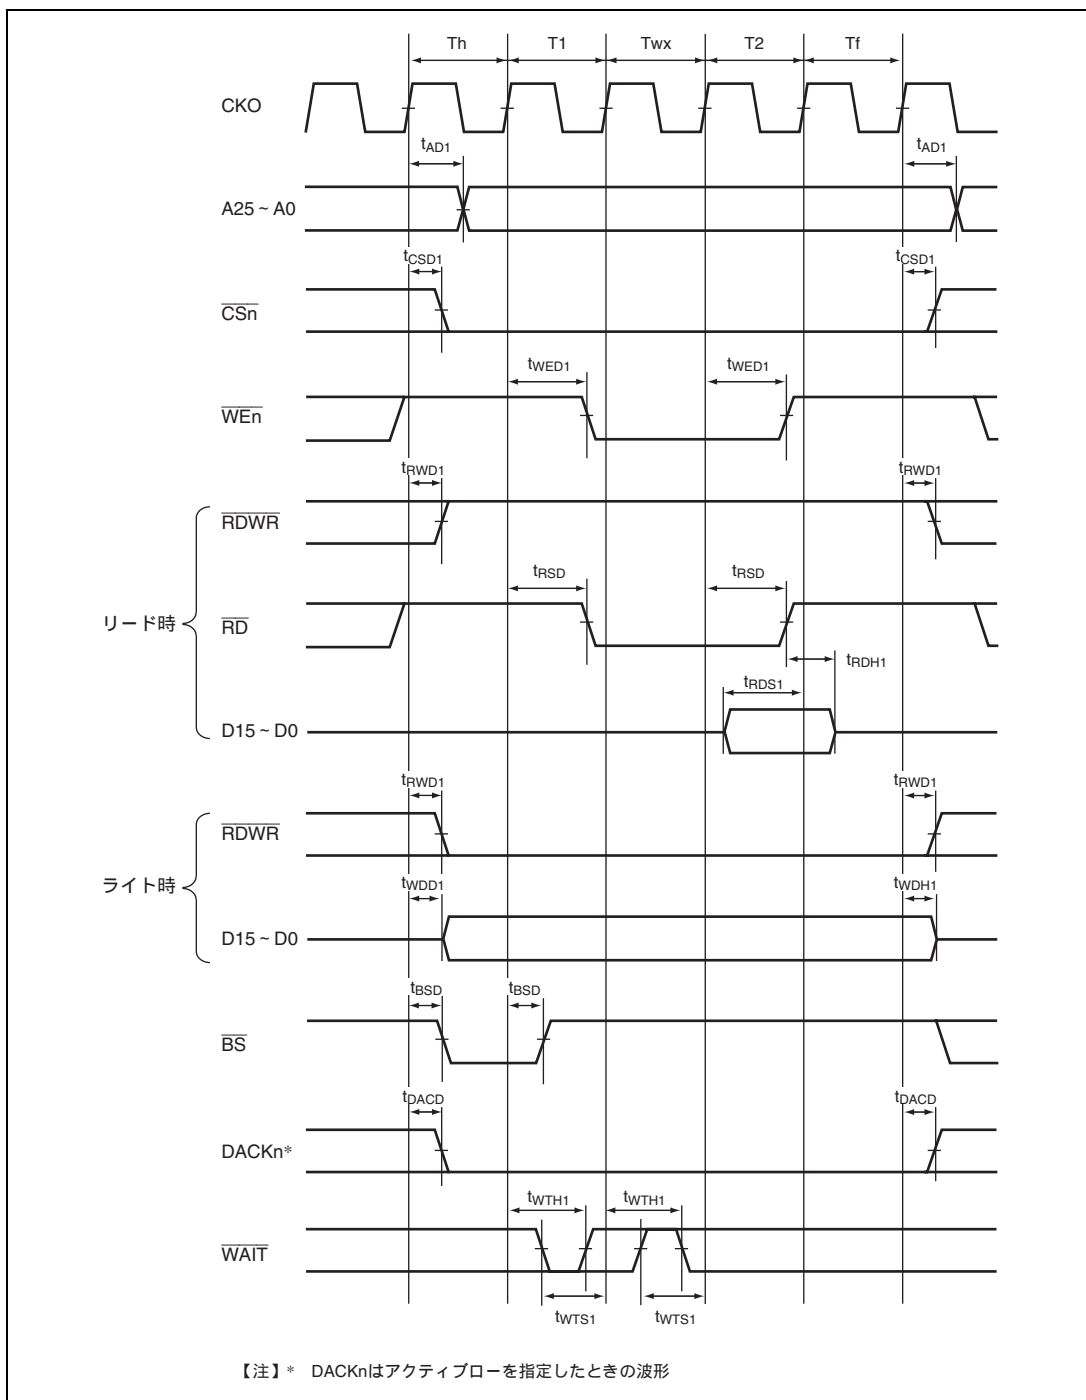 Th T1 Twx T2 Tf
CKO
tAD1 tAD1
A25 ~ A0
tCSD1 tCSD1
CSn
tWED1 tWED1
WEn
tRWD1 tRWD1
RDWR
tRSD tRSD
リード時
RD
tRDH1
tRDS1
D15 ~ D0
tRWD1 tRWD1
RDWR
ライト時
tWDD1 tWDH1
D15 ~ D0
tBSD tBSD
BS
tDACD tDACD
DACKn*
tWTH1 tWTH1
WAIT
tWTS1 tWTS1
【注】* DACKnはアクティブローを指定したときの波形